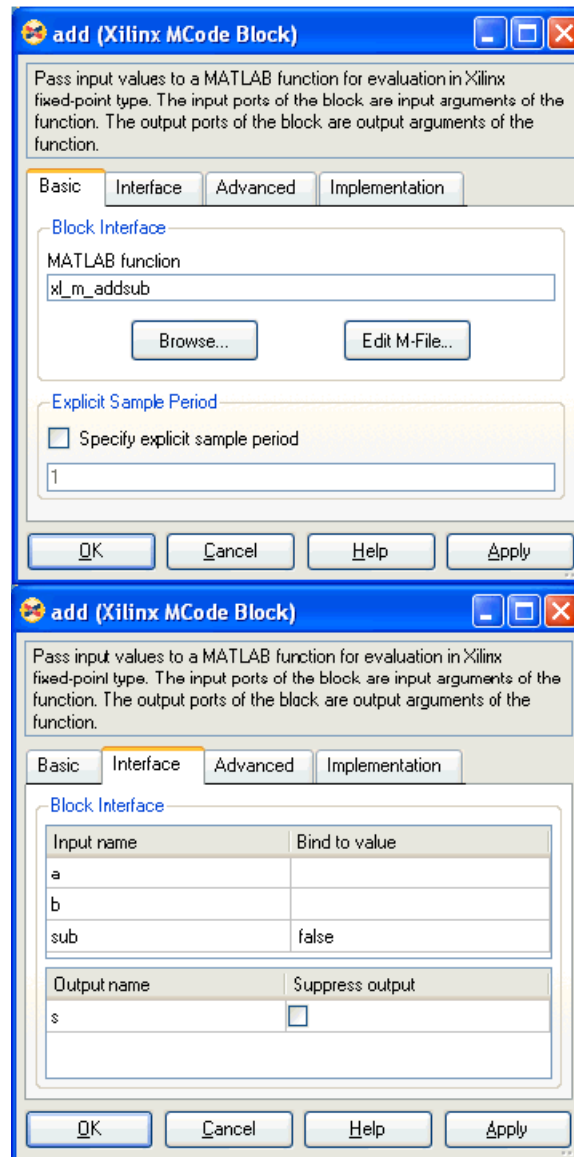 add (Xilinx MCode Block)
Pass input values to a MATLAB function for evaluation in Xilinx
fixed-point type. The input ports of the block are input arguments of the
function. The output ports of the block are output arguments of the
function.
Basic Interface Advanced Implementation
Block Interface
MATLAB function
xl_m_addsub
Browse... Edit M-File...
Explicit Sample Period
Specify explicit sample period
1
OK Cancel Help Apply
add (Xilinx MCode Block)
Pass input values to a MATLAB function for evaluation in Xilinx
fixed-point type. The input ports of the block are input arguments of the
function. The output ports of the block are output arguments of the
function.
Basic Interface Advanced Implementation
Block Interface
Input name Bind to value
a
b
sub false
Output name Suppress output
s
OK Cancel Help Apply